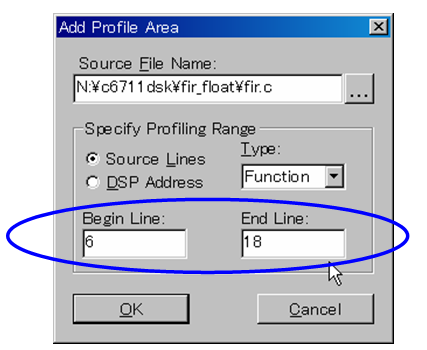 Add Profile Area
Source File Name:
N:¥c6711dsk¥fir_float¥fir.c
...
Specify Profiling Range
Source Lines
DSP Address
Type:
Function
Begin Line:
End Line:
6
18
OK
Cancel